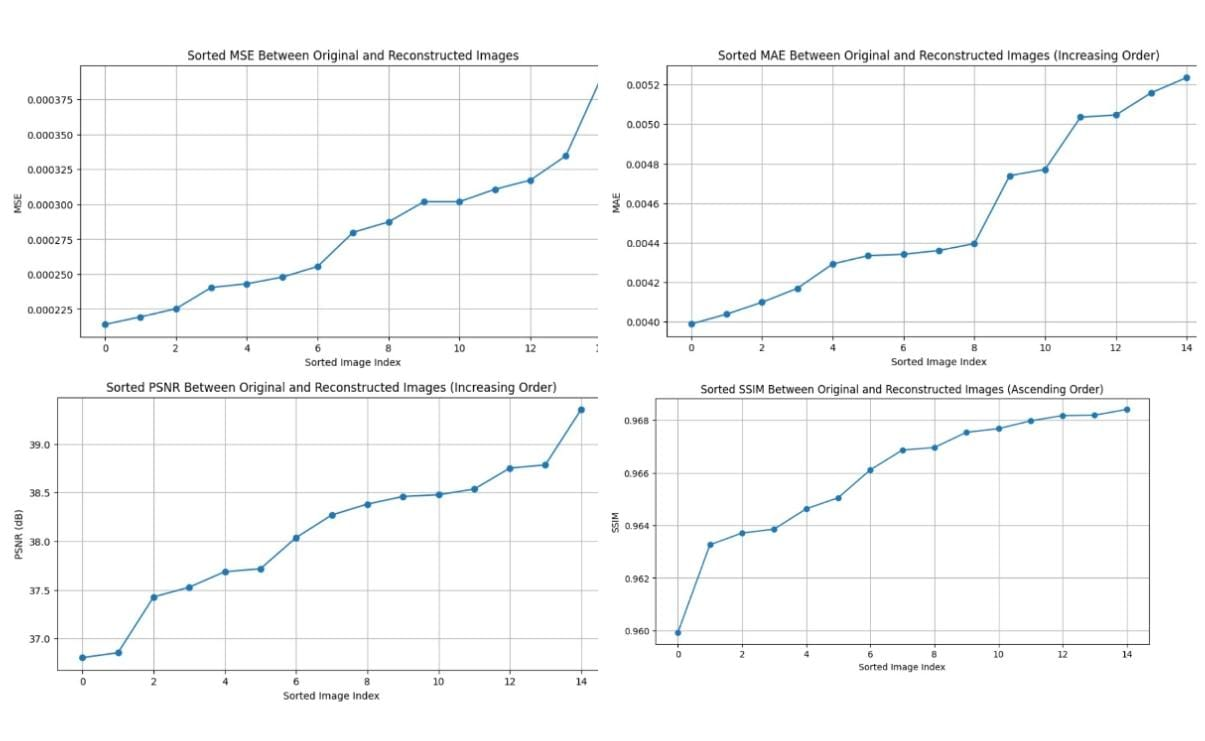 Sorted MSE Between Original and Reconstructed Images
MSE
0.000375
0.000350
0.000325
0.000300
0.000275
0.000250
0.000225
0 2 4 6 8 10 12
Sorted Image Index
Sorted MAE Between Original and Reconstructed Images (Increasing Order)
MAE
0.0052
0.0050
0.0048
0.0046
0.0044
0.0042
0.0040
0 2 4 6 8 10 12 14
Sorted Image Index
Sorted PSNR Between Original and Reconstructed Images (Increasing Order)
PSNR (dB)
39.0
38.5
38.0
37.5
37.0
0 2 4 6 8 10 12 14
Sorted Image Index
Sorted SSIM Between Original and Reconstructed Images (Ascending Order)
SSIM
0.968
0.966
0.964
0.962
0.960
0 2 4 6 8 10 12 14
Sorted Image Index